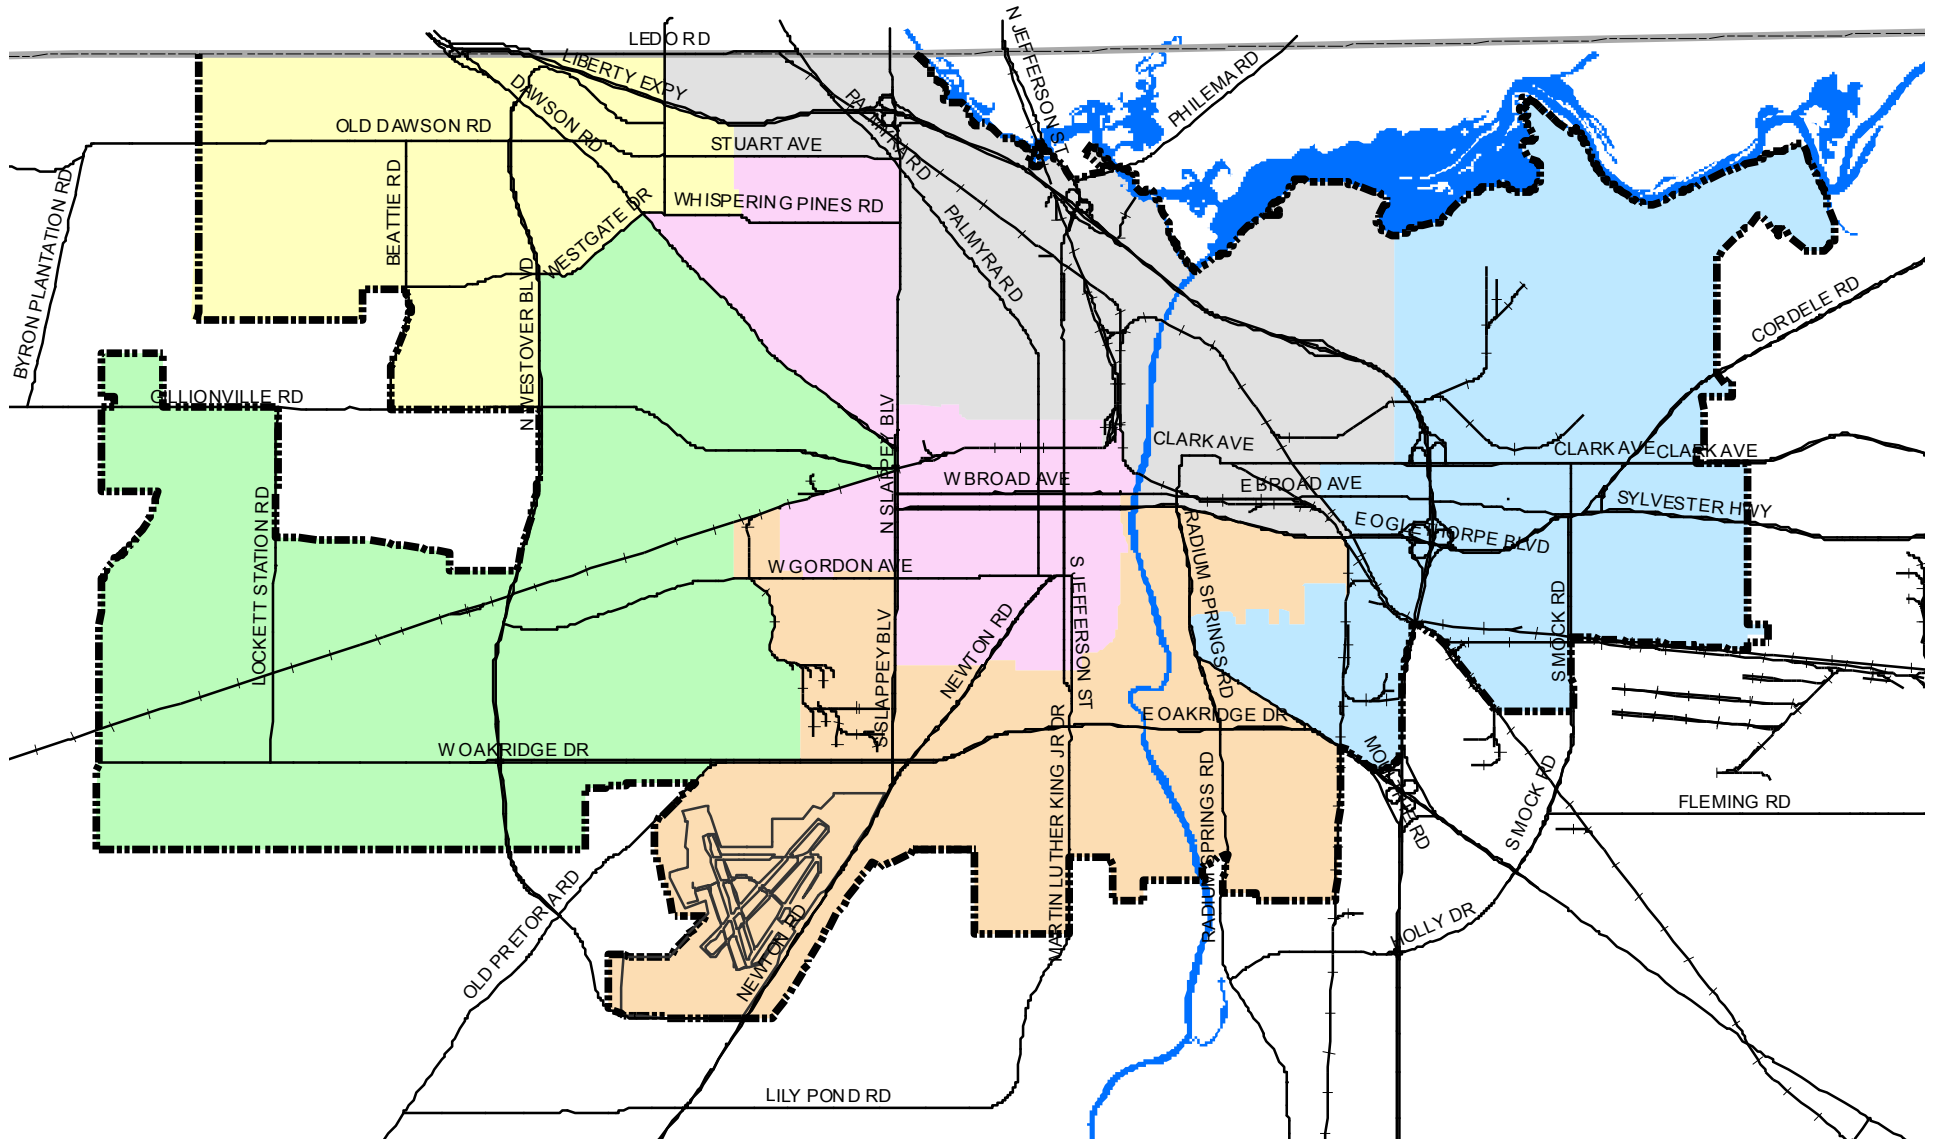 LEDO RD
N JEFFERSON ST
LIBERTY EXPY
PHILEMA RD
DAWSON RD
PALMYRA RD
OLD DAWSON RD
STUART AVE
BEATTIE RD
BYRON PLANTATION RD
WHISPERING PINES RD
WESTGATE DR
PALMYRA RD
N WESTOVER BLVD
CORDELE RD
GILLIONVILLE RD
N SLAPPEY BLV
CLARK AVE
CLARK AVE
CLARK AVE
W BROAD AVE
E BROAD AVE
SYLVESTER HWY
E OGLETHORPE BLVD
LOCKETT STATION RD
RADIUM SPRINGS RD
W GORDON AVE
S JEFFERSON ST
S MOCK RD
NEWTON RD
S SLAPPEY BLV
E OAKRIDGE DR
W OAKRIDGE DR
MARTIN LUTHER KING JR DR
RADIUM SPRINGS RD
S MOCK RD
FLEMING RD
OLD PRETORIA RD
NEWTON RD
HOLLY DR
LILY POND RD